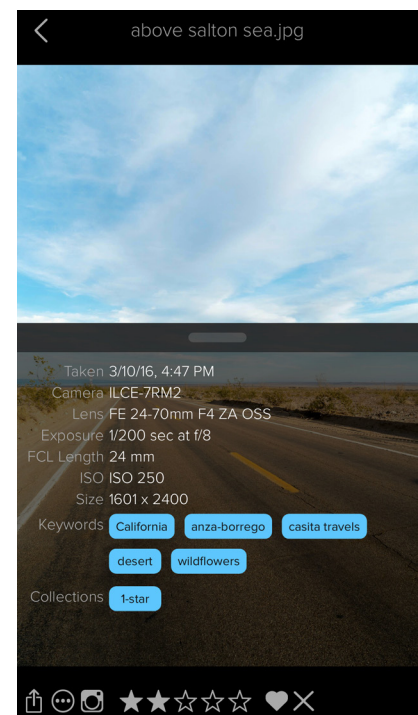 above salton sea.jpg
Taken 3/10/16, 4:47 PM
Camera ILCE-7RM2
Lens FE 24-70mm F4 ZA OSS
Exposure 1/200 sec at f/8
FCL Length 24 mm
ISO ISO 250
Size 1601 x 2400
Keywords California anza-borrego casita travels
desert wildflowers
Collections 1-star